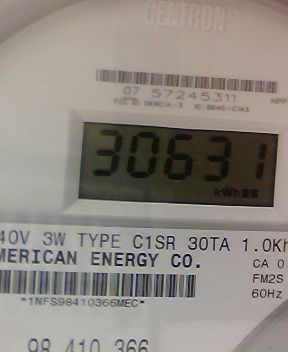 CENTRON®
07 57245311
30631
kWh
40V 3W TYPE C1SR 30TA 1.0Kh
MERICAN ENERGY CO.
CA 0
FM2S
*1NFS98410366MEC*
60Hz
98 410 366